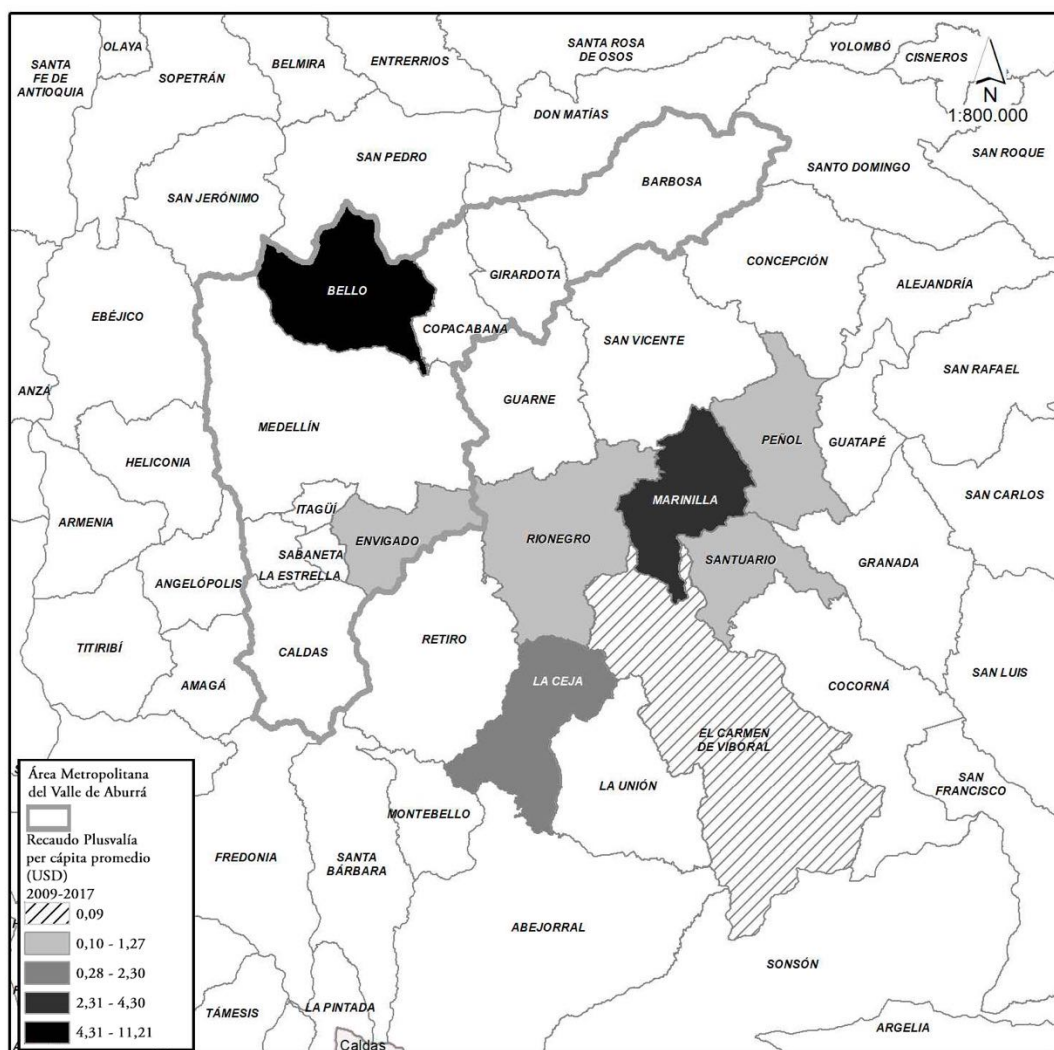 OLAYA
SANTA
FE DE
ANTIOQUIA
SOPETRÁN
BELMIRA
ENTRERRIOS
SANTA ROSA
DE OSOS
YOLOMBÓ
CISNEROS
N
1:800.000
DON MATÍAS
SAN PEDRO
SAN ROQUE
BARBOSA
SANTO DOMINGO
SAN JERÓNIMO
CONCEPCIÓN
GIRARDOTA
ALEJANDRÍA
BELLO
EBÉJICO
COPACABANA
SAN VICENTE
SAN RAFAEL
ANZÁ
GUARNE
MEDELLÍN
PEÑOL
GUATAPÉ
HELICONIA
SAN CARLOS
MARINILLA
ITAGÜÍ
ARMENIA
ENVIGADO
RIONEGRO
SABANETA
SANTUARIO
GRANADA
LA ESTRELLA
ANGELÓPOLIS
RETIRO
TITIRIBÍ
CALDAS
SAN LUIS
AMAGÁ
LA CEJA
COCORNÁ
EL CARMEN
DE VIBORAL
LA UNIÓN
SAN
FRANCISCO
MONTEBELLO
FREDONIA
SANTA
BÁRBARA
ABEJORRAL
SONSÓN
TÁMESIS
LA PINTADA
ARGELIA
Caldas
Área Metropolitana
del Valle de Aburrá
Recaudo Plusvalía
per cápita promedio
(USD)
2009-2017
0,09
0,10 - 1,27
0,28 - 2,30
2,31 - 4,30
4,31 - 11,21